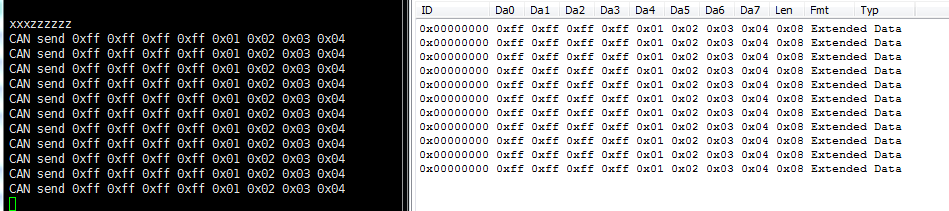 xxxzzzzzz
CAN send 0xff 0xff 0xff 0xff 0x01 0x02 0x03 0x04
CAN send 0xff 0xff 0xff 0xff 0x01 0x02 0x03 0x04
CAN send 0xff 0xff 0xff 0xff 0x01 0x02 0x03 0x04
CAN send 0xff 0xff 0xff 0xff 0x01 0x02 0x03 0x04
CAN send 0xff 0xff 0xff 0xff 0x01 0x02 0x03 0x04
CAN send 0xff 0xff 0xff 0xff 0x01 0x02 0x03 0x04
CAN send 0xff 0xff 0xff 0xff 0x01 0x02 0x03 0x04
CAN send 0xff 0xff 0xff 0xff 0x01 0x02 0x03 0x04
CAN send 0xff 0xff 0xff 0xff 0x01 0x02 0x03 0x04
CAN send 0xff 0xff 0xff 0xff 0x01 0x02 0x03 0x04
CAN send 0xff 0xff 0xff 0xff 0x01 0x02 0x03 0x04
ID Da0 Da1 Da2 Da3 Da4 Da5 Da6 Da7 Len Fmt Typ
0x00000000 0xff 0xff 0xff 0xff 0x01 0x02 0x03 0x04 0x08 Extended Data
0x00000000 0xff 0xff 0xff 0xff 0x01 0x02 0x03 0x04 0x08 Extended Data
0x00000000 0xff 0xff 0xff 0xff 0x01 0x02 0x03 0x04 0x08 Extended Data
0x00000000 0xff 0xff 0xff 0xff 0x01 0x02 0x03 0x04 0x08 Extended Data
0x00000000 0xff 0xff 0xff 0xff 0x01 0x02 0x03 0x04 0x08 Extended Data
0x00000000 0xff 0xff 0xff 0xff 0x01 0x02 0x03 0x04 0x08 Extended Data
0x00000000 0xff 0xff 0xff 0xff 0x01 0x02 0x03 0x04 0x08 Extended Data
0x00000000 0xff 0xff 0xff 0xff 0x01 0x02 0x03 0x04 0x08 Extended Data
0x00000000 0xff 0xff 0xff 0xff 0x01 0x02 0x03 0x04 0x08 Extended Data
0x00000000 0xff 0xff 0xff 0xff 0x01 0x02 0x03 0x04 0x08 Extended Data
0x00000000 0xff 0xff 0xff 0xff 0x01 0x02 0x03 0x04 0x08 Extended Data